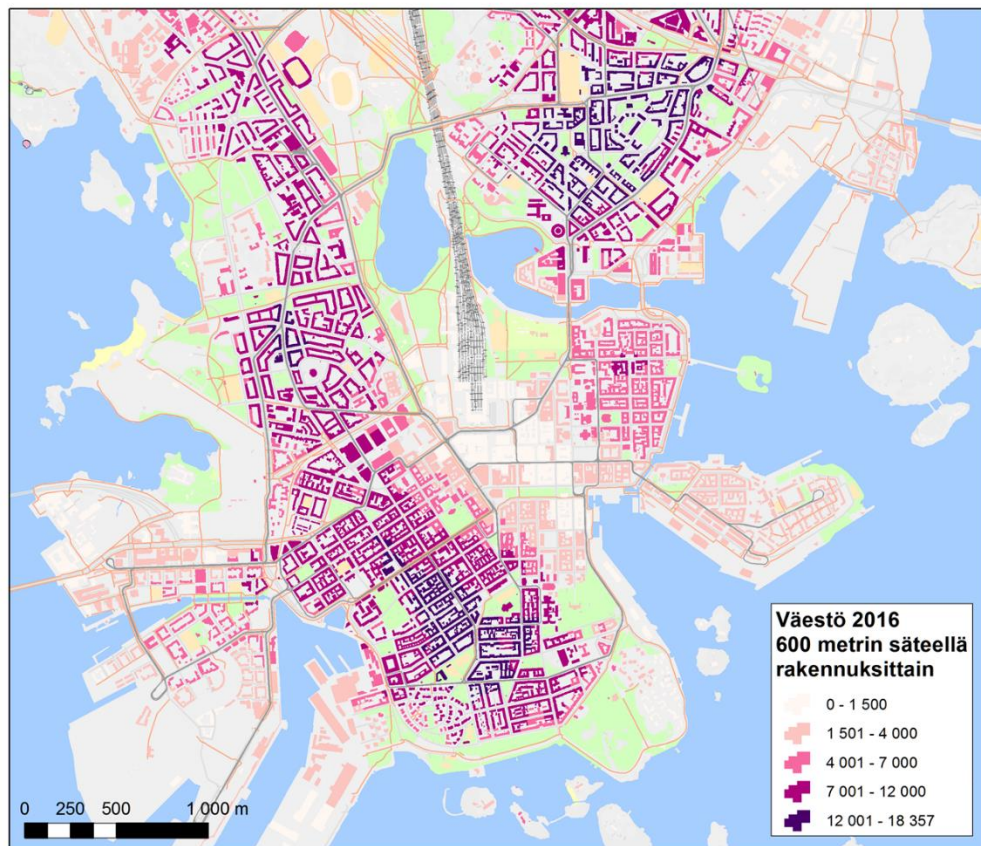 Väestö 2016
600 metrin säteellä
rakennuksittain
0 - 1 500
1 501 - 4 000
4 001 - 7 000
7 001 - 12 000
12 001 - 18 357
0 250 500 1 000 m